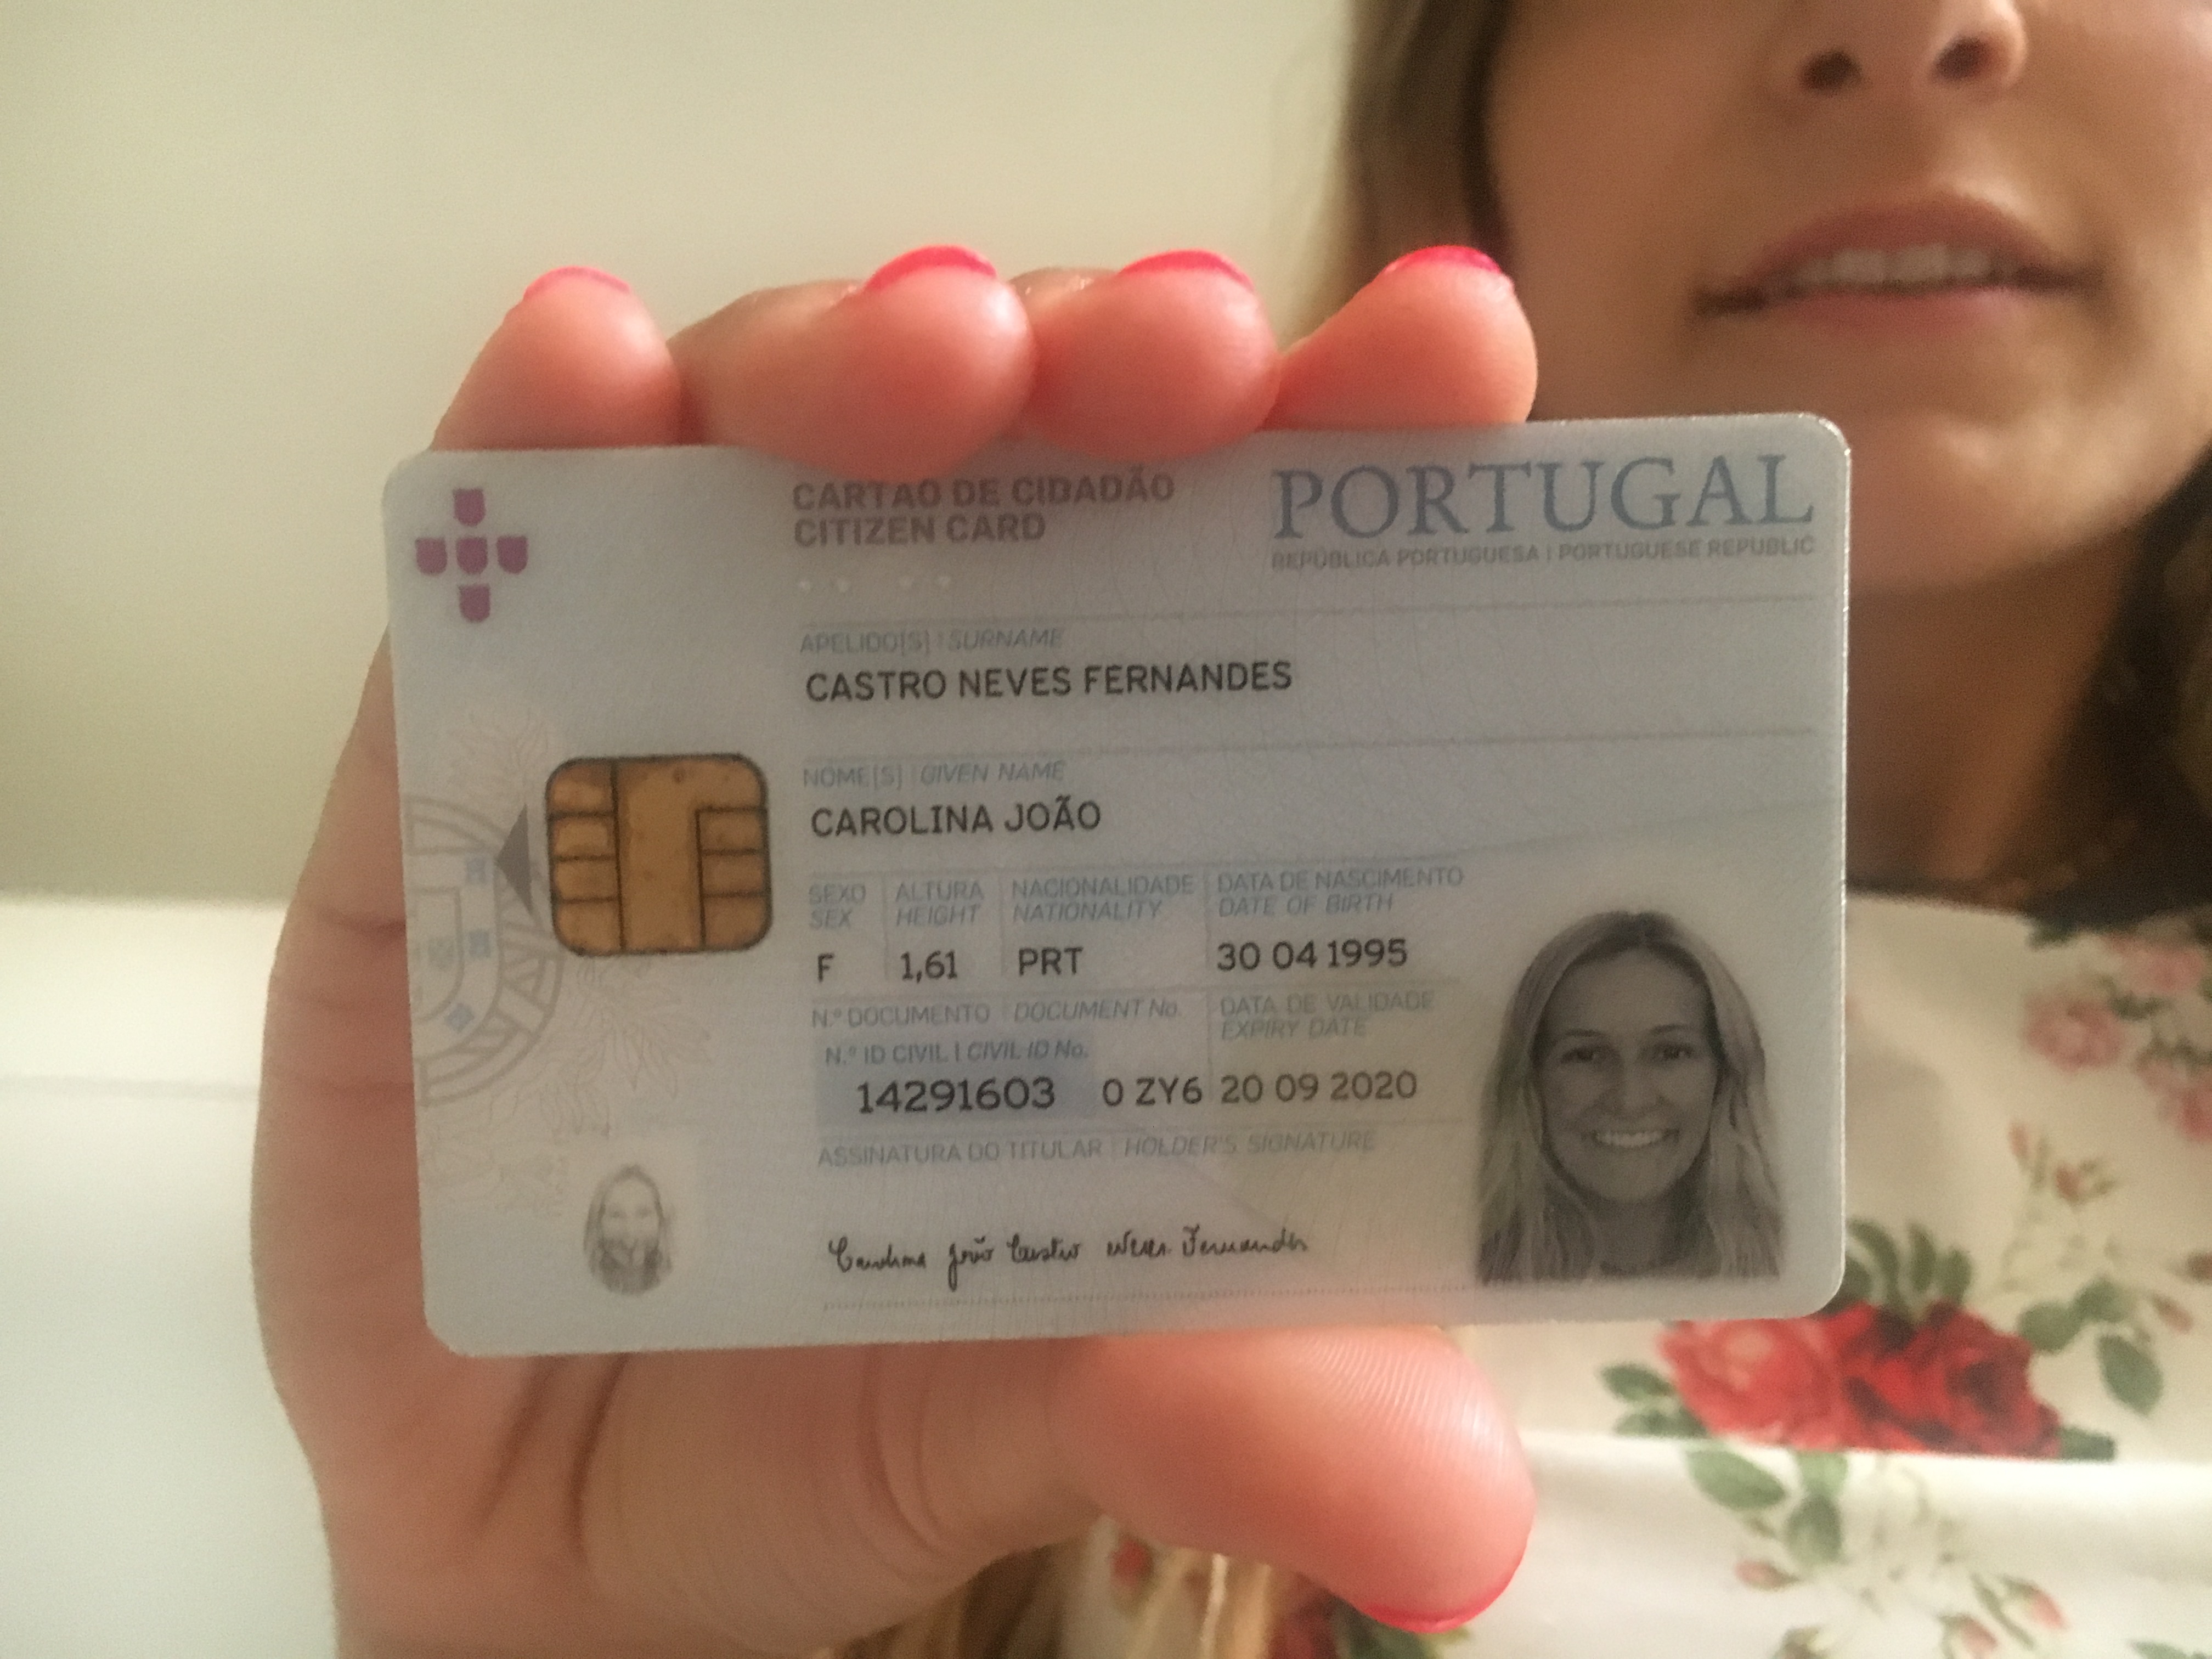 CARTÃO DE CIDADÃO
CITIZEN CARD
PORTUGAL
REPÚBLICA PORTUGUESA | PORTUGUESE REPUBLIC
APELIDO[S] | SURNAME
CASTRO NEVES FERNANDES
NOME[S] | GIVEN NAME
CAROLINA JOÃO
SEXO ALTURA NACIONALIDADE DATA DE NASCIMENTO
SEX HEIGHT NATIONALITY DATE OF BIRTH
F 1,61 PRT 30 04 1995
N.º DOCUMENTO | DOCUMENT No. DATA DE VALIDADE
EXPIRY DATE
N.º ID CIVIL | CIVIL ID No.
14291603 0 ZY6 20 09 2020
ASSINATURA DO TITULAR | HOLDER'S SIGNATURE
Carolina João Castro Neves Fernandes